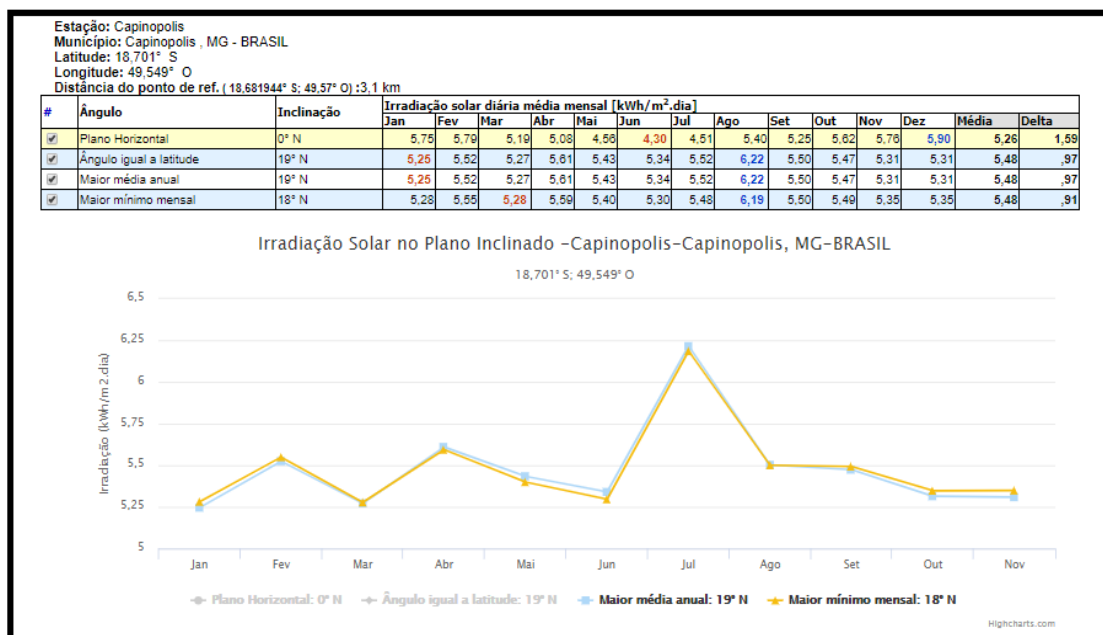 Estação: Capinopolis
Município: Capinopolis , MG - BRASIL
Latitude: 18,701° S
Longitude: 49,549° O
Distância do ponto de ref. ( 18,681944° S; 49,57° O) :3,1 km
# Ângulo Inclinação Irradiação solar diária média mensal [kWh/m².dia]
Jan Fev Mar Abr Mai Jun Jul Ago Set Out Nov Dez Média Delta
Plano Horizontal 0° N 5,75 5,79 5,19 5,08 4,56 4,30 4,51 5,40 5,25 5,62 5,76 5,90 5,26 1,59
Ângulo igual a latitude 19° N 5,25 5,52 5,27 5,61 5,43 5,34 5,52 6,22 5,50 5,47 5,31 5,31 5,48 ,97
Maior média anual 19° N 5,25 5,52 5,27 5,61 5,43 5,34 5,52 6,22 5,50 5,47 5,31 5,31 5,48 ,97
Maior mínimo mensal 18° N 5,28 5,55 5,28 5,59 5,40 5,30 5,48 6,19 5,50 5,49 5,35 5,35 5,48 ,91
Irradiação Solar no Plano Inclinado -Capinopolis-Capinopolis, MG-BRASIL
18,701° S; 49,549° O
Irradiação (kWh/m2.dia)
6,5
6,25
6
5,75
5,5
5,25
5
Jan Fev Mar Abr Mai Jun Jul Ago Set Out Nov
Plano Horizontal: 0° N Ângulo igual a latitude: 19° N Maior média anual: 19° N Maior mínimo mensal: 18° N
Highcharts.com